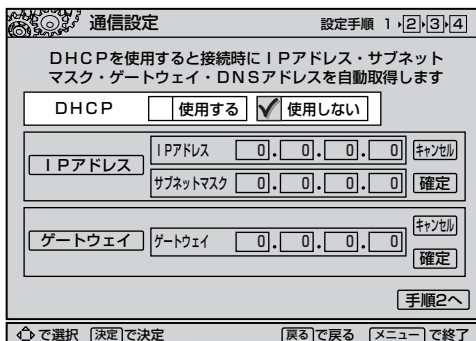 通信設定 設定手順 1 2 3 4
DHCPを使用すると接続時にIPアドレス・サブネット
マスク・ゲートウェイ・DNSアドレスを自動取得します
DHCP 使用する 使用しない
IPアドレス
IPアドレス 0. 0. 0. 0 キャンセル
サブネットマスク 0. 0. 0. 0 確定
ゲートウェイ
ゲートウェイ 0. 0. 0. 0 キャンセル
確定
手順2へ
で選択 決定で決定 戻るで戻る メニューで終了